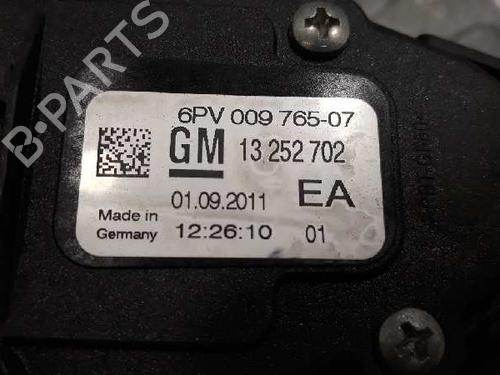 B-PARTS
6PV 009 765-07
GM 13 252 702
01.09.2011 EA
Made in
Germany 12:26:10 01